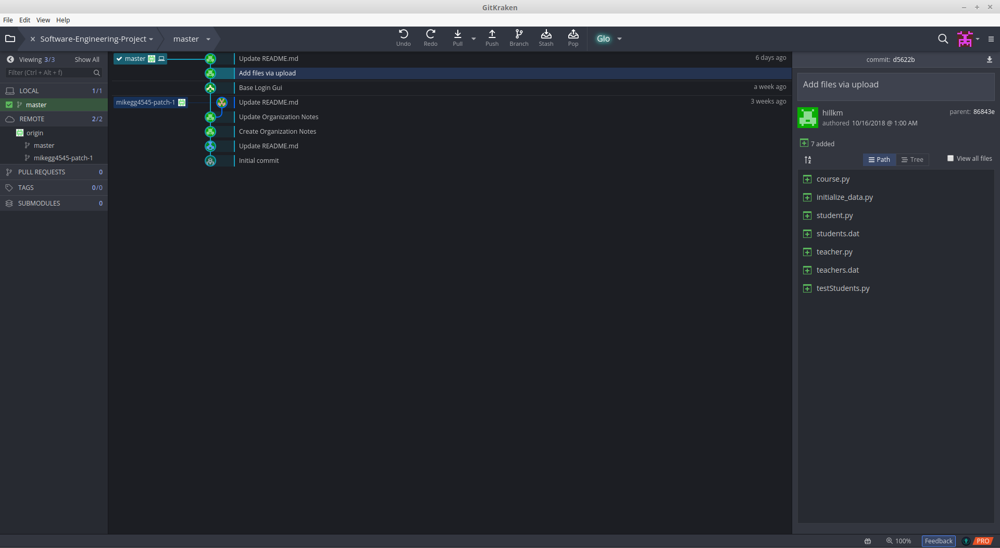 GitKraken
File Edit View Help
Software-Engineering-Project master
Undo Redo Pull Push Branch Stash Pop Glo
Viewing 3/3 Show All
Filter (Ctrl + Alt + f)
LOCAL 1/1
master
REMOTE 2/2
origin
master
mikegg4545-patch-1
PULL REQUESTS 0
TAGS 0/0
SUBMODULES 0
master Update README.md 6 days ago
Add files via upload
Base Login Gui a week ago
mikegg4545-patch-1 Update README.md 3 weeks ago
Update Organization Notes
Create Organization Notes
Update README.md
Initial commit
commit: d5622b
Add files via upload
hillkm parent: 86843e
authored 10/16/2018 @ 1:00 AM
7 added
A Z Path Tree View all files
course.py
initialize_data.py
student.py
students.dat
teacher.py
teachers.dat
testStudents.py
100% Feedback PRO